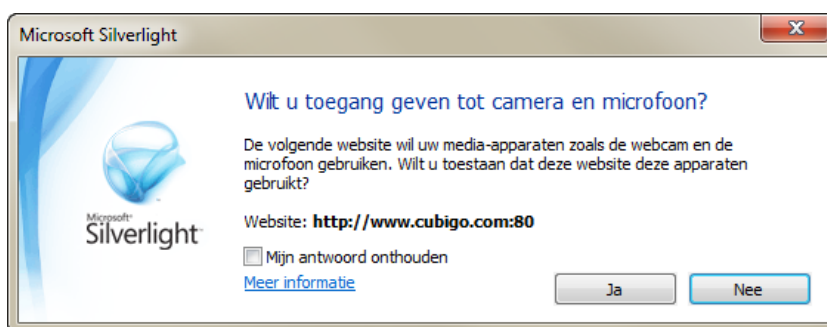 Microsoft Silverlight
Wilt u toegang geven tot camera en microfoon?
De volgende website wil uw media-apparaten zoals de webcam en de
microfoon gebruiken. Wilt u toestaan dat deze website deze apparaten
gebruikt?
Microsoft®
Silverlight™
Website: http://www.cubigo.com:80
Mijn antwoord onthouden
Meer informatie
Ja
Nee